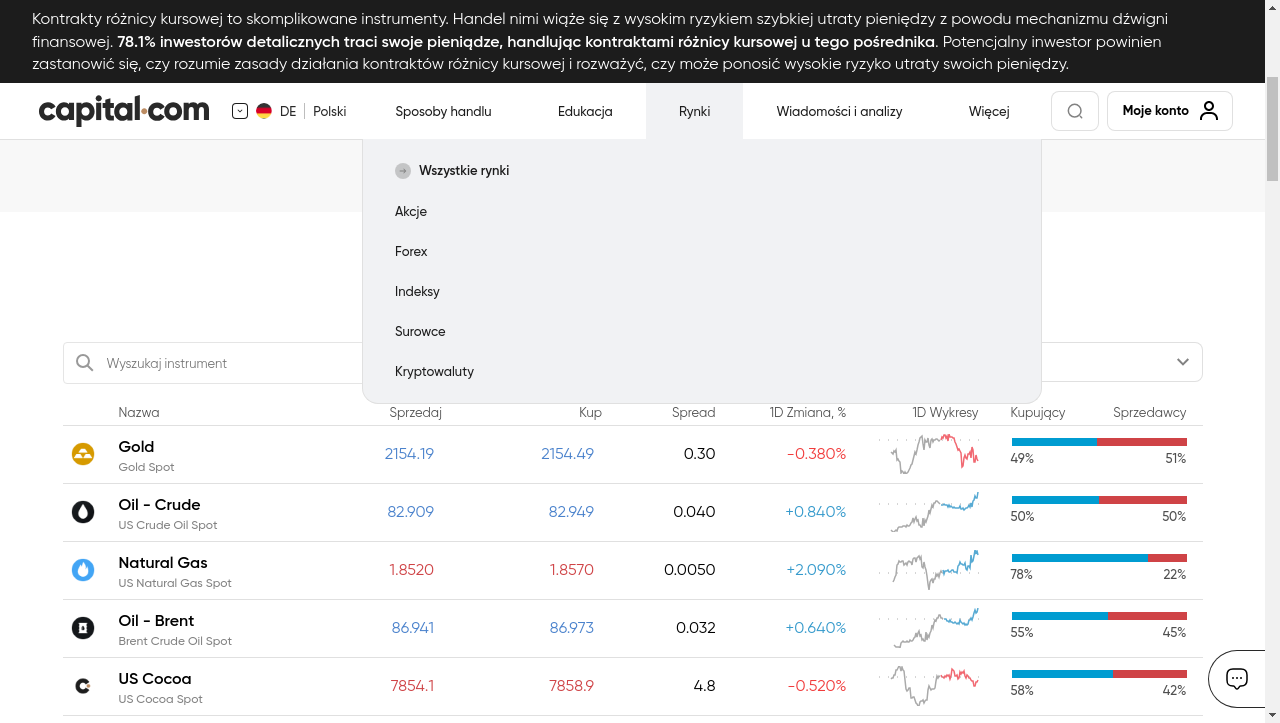 Kontrakty różnicy kursowej to skomplikowane instrumenty. Handel nimi wiąże się z wysokim ryzykiem szybkiej utraty pieniędzy z powodu mechanizmu dźwigni
finansowej. 78.1% inwestorów detalicznych traci swoje pieniądze, handlując kontraktami różnicy kursowej u tego pośrednika. Potencjalny inwestor powinien
zastanowić się, czy rozumie zasady działania kontraktów różnicy kursowej i rozważyć, czy może ponosić wysokie ryzyko utraty swoich pieniędzy.
capital.com DE Polski Sposoby handlu Edukacja Rynki Wiadomości i analizy Więcej Moje konto
Wszystkie rynki
Akcje
Forex
Indeksy
Surowce
Kryptowaluty
Wyszukaj instrument
Nazwa Sprzedaj Kup Spread 1D Zmiana, % 1D Wykresy Kupujący Sprzedawcy
Gold 2154.19 2154.49 0.30 -0.380%
Gold Spot 49% 51%
Oil - Crude 82.909 82.949 0.040 +0.840%
US Crude Oil Spot 50% 50%
Natural Gas 1.8520 1.8570 0.0050 +2.090%
US Natural Gas Spot 78% 22%
Oil - Brent 86.941 86.973 0.032 +0.640%
Brent Crude Oil Spot 55% 45%
US Cocoa 7854.1 7858.9 4.8 -0.520%
US Cocoa Spot 58% 42%